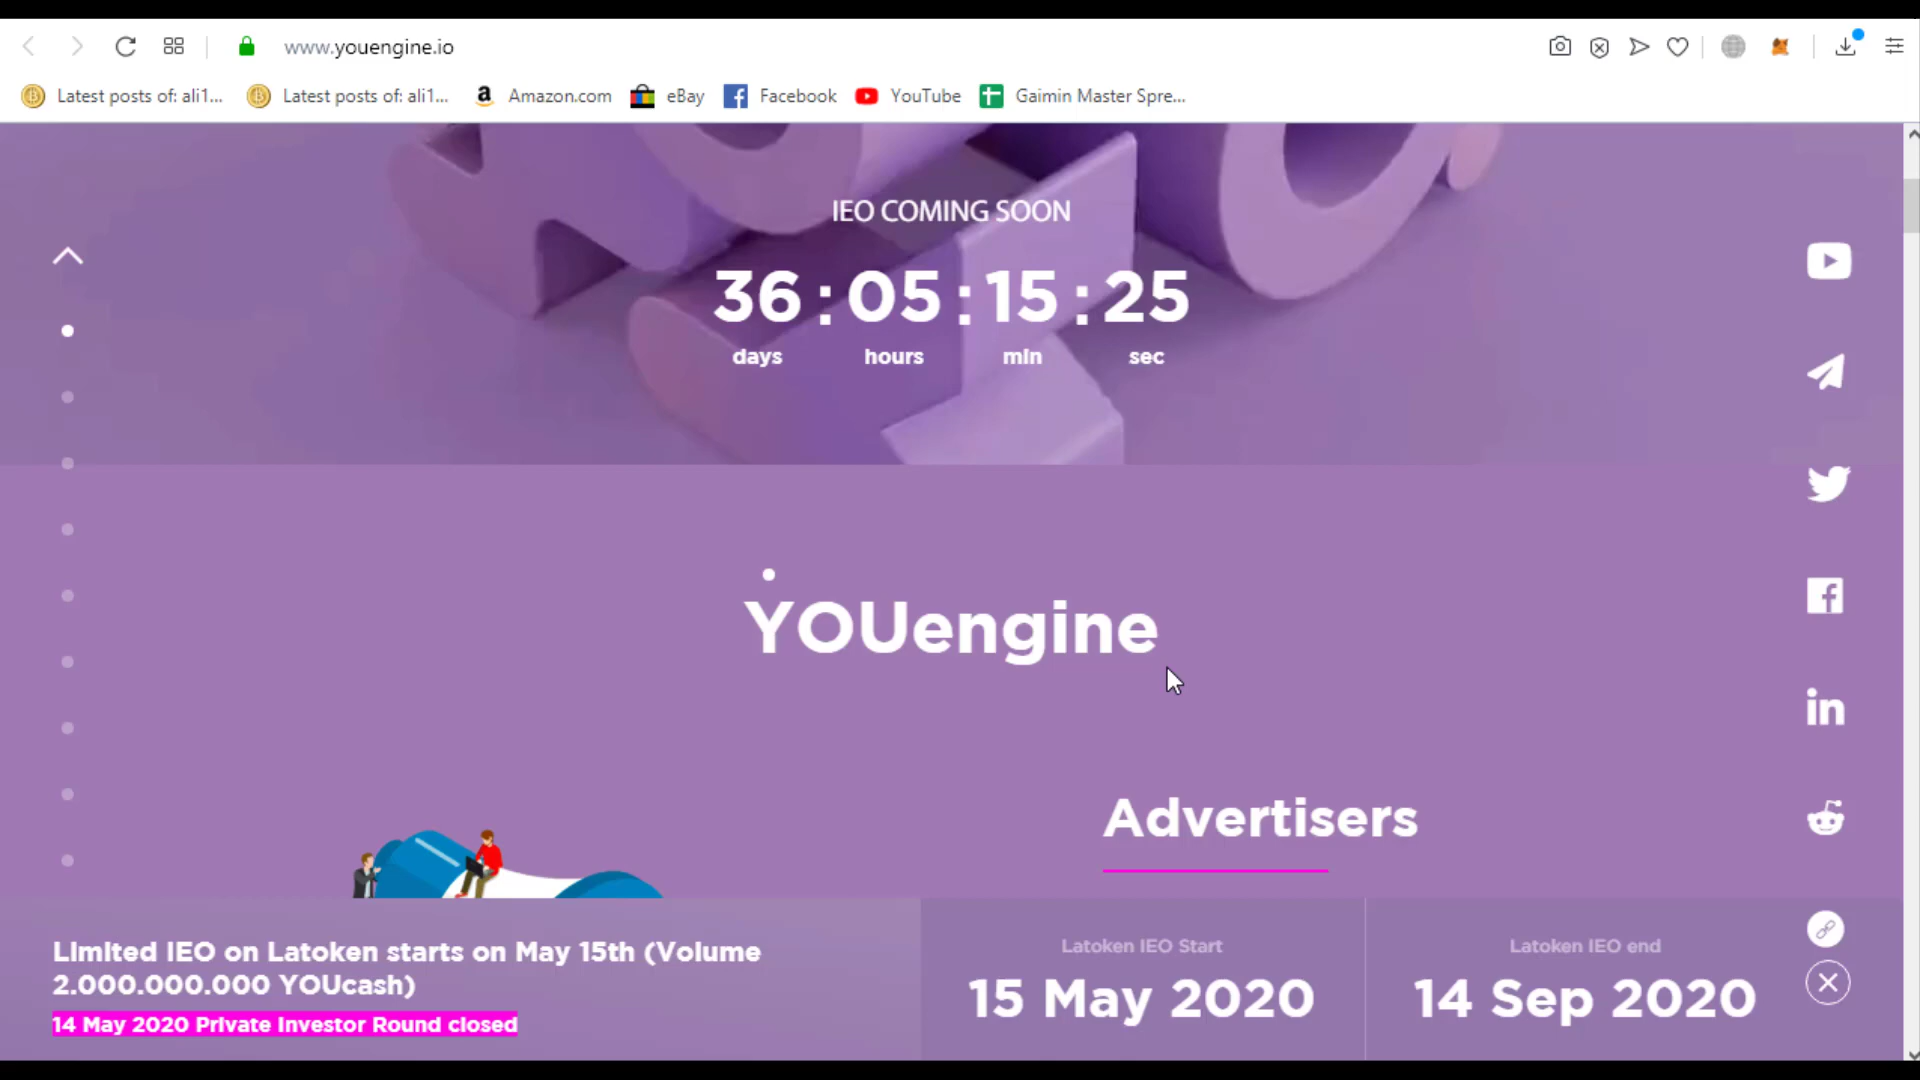 www.youengine.io
Latest posts of: ali1...
Latest posts of: ali1...
Amazon.com
eBay
Facebook
YouTube
Gaimin Master Spre...
IEO COMING SOON
36 : 05 : 15 : 25
days hours min sec
YOUengine
Advertisers
Limited IEO on Latoken starts on May 15th (Volume
2.000.000.000 YOUcash)
14 May 2020 Private Investor Round closed
Latoken IEO Start
15 May 2020
Latoken IEO end
14 Sep 2020